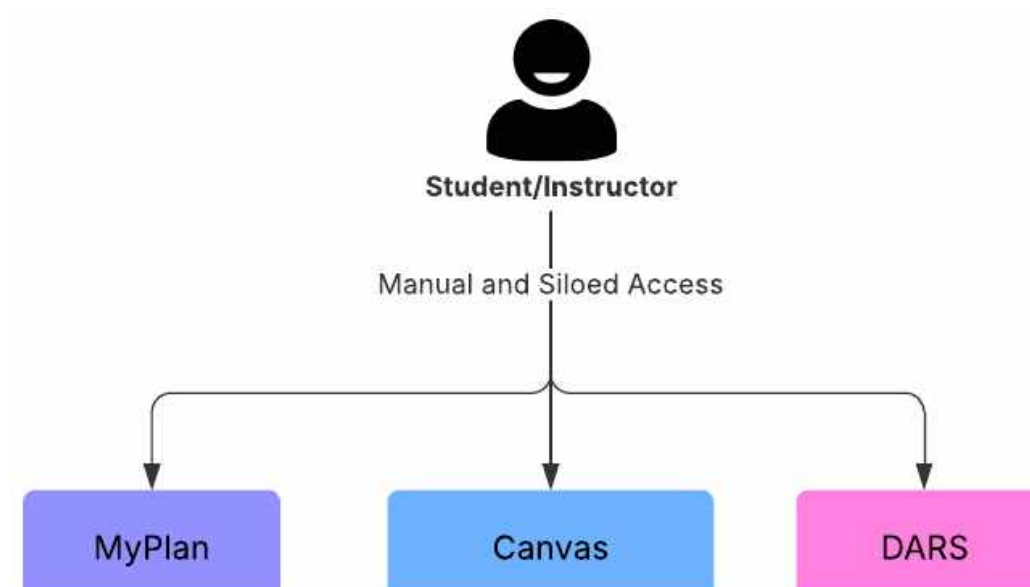 Student/Instructor
Manual and Siloed Access
MyPlan
Canvas
DARS